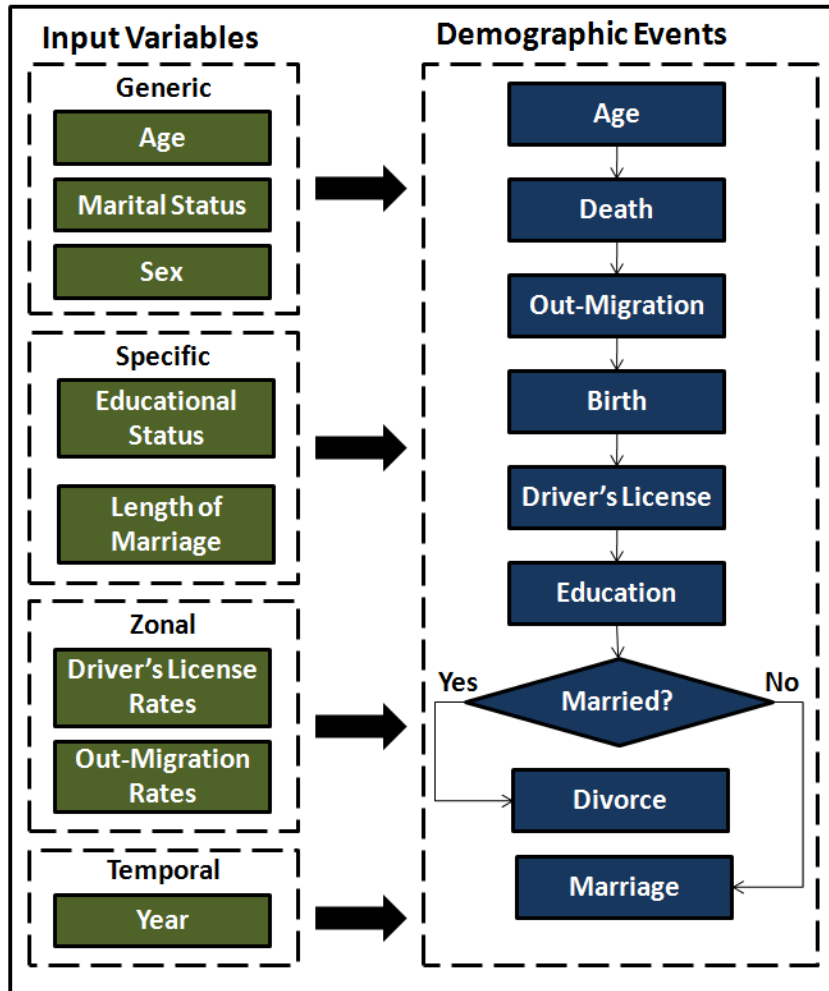 Input Variables
Generic
Age
Marital Status
Sex
Specific
Educational
Status
Length of
Marriage
Zonal
Driver's License
Rates
Out-Migration
Rates
Temporal
Year
Demographic Events
Age
Death
Out-Migration
Birth
Driver's License
Education
Yes
Married?
No
Divorce
Marriage